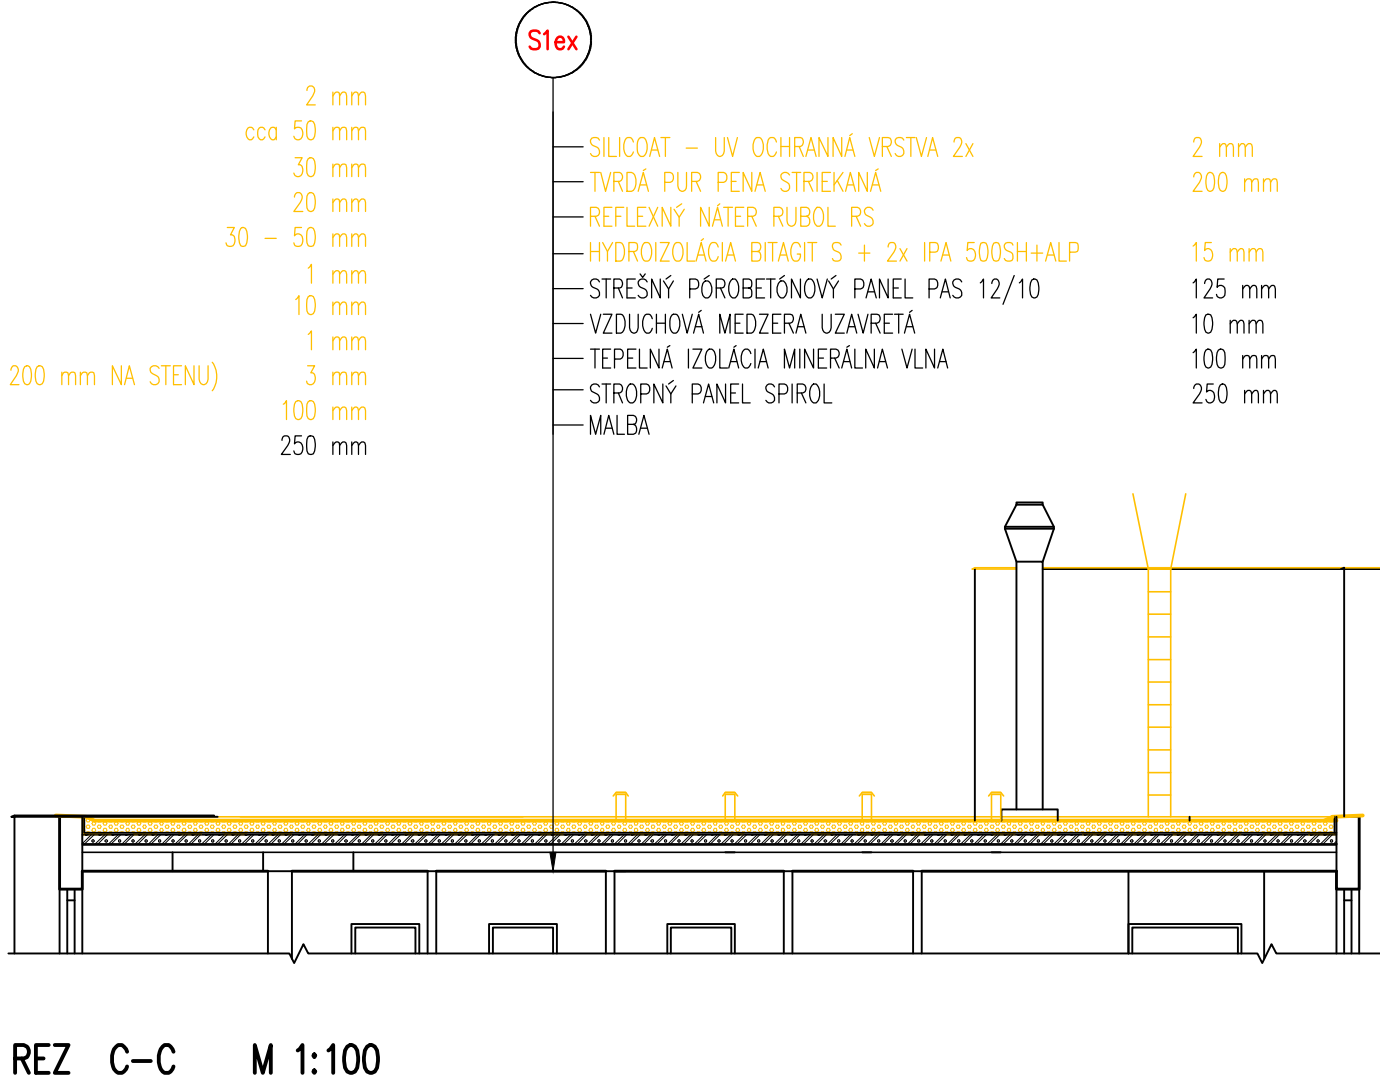 S1ex
2 mm
cca 50 mm
30 mm
20 mm
30 – 50 mm
1 mm
10 mm
1 mm
200 mm NA STENU) 3 mm
100 mm
250 mm
SILICOAT – UV OCHRANNÁ VRSTVA 2x 2 mm
TVRDÁ PUR PENA STRIEKANÁ 200 mm
REFLEXNÝ NÁTER RUBOL RS
HYDROIZOLÁCIA BITAGIT S + 2x IPA 500SH+ALP 15 mm
STREŠNÝ PÓROBETÓNOVÝ PANEL PAS 12/10 125 mm
VZDUCHOVÁ MEDZERA UZAVRETÁ 10 mm
TEPELNÁ IZOLÁCIA MINERÁLNA VLNA 100 mm
STROPNÝ PANEL SPIROL 250 mm
MALBA
REZ C–C M 1:100